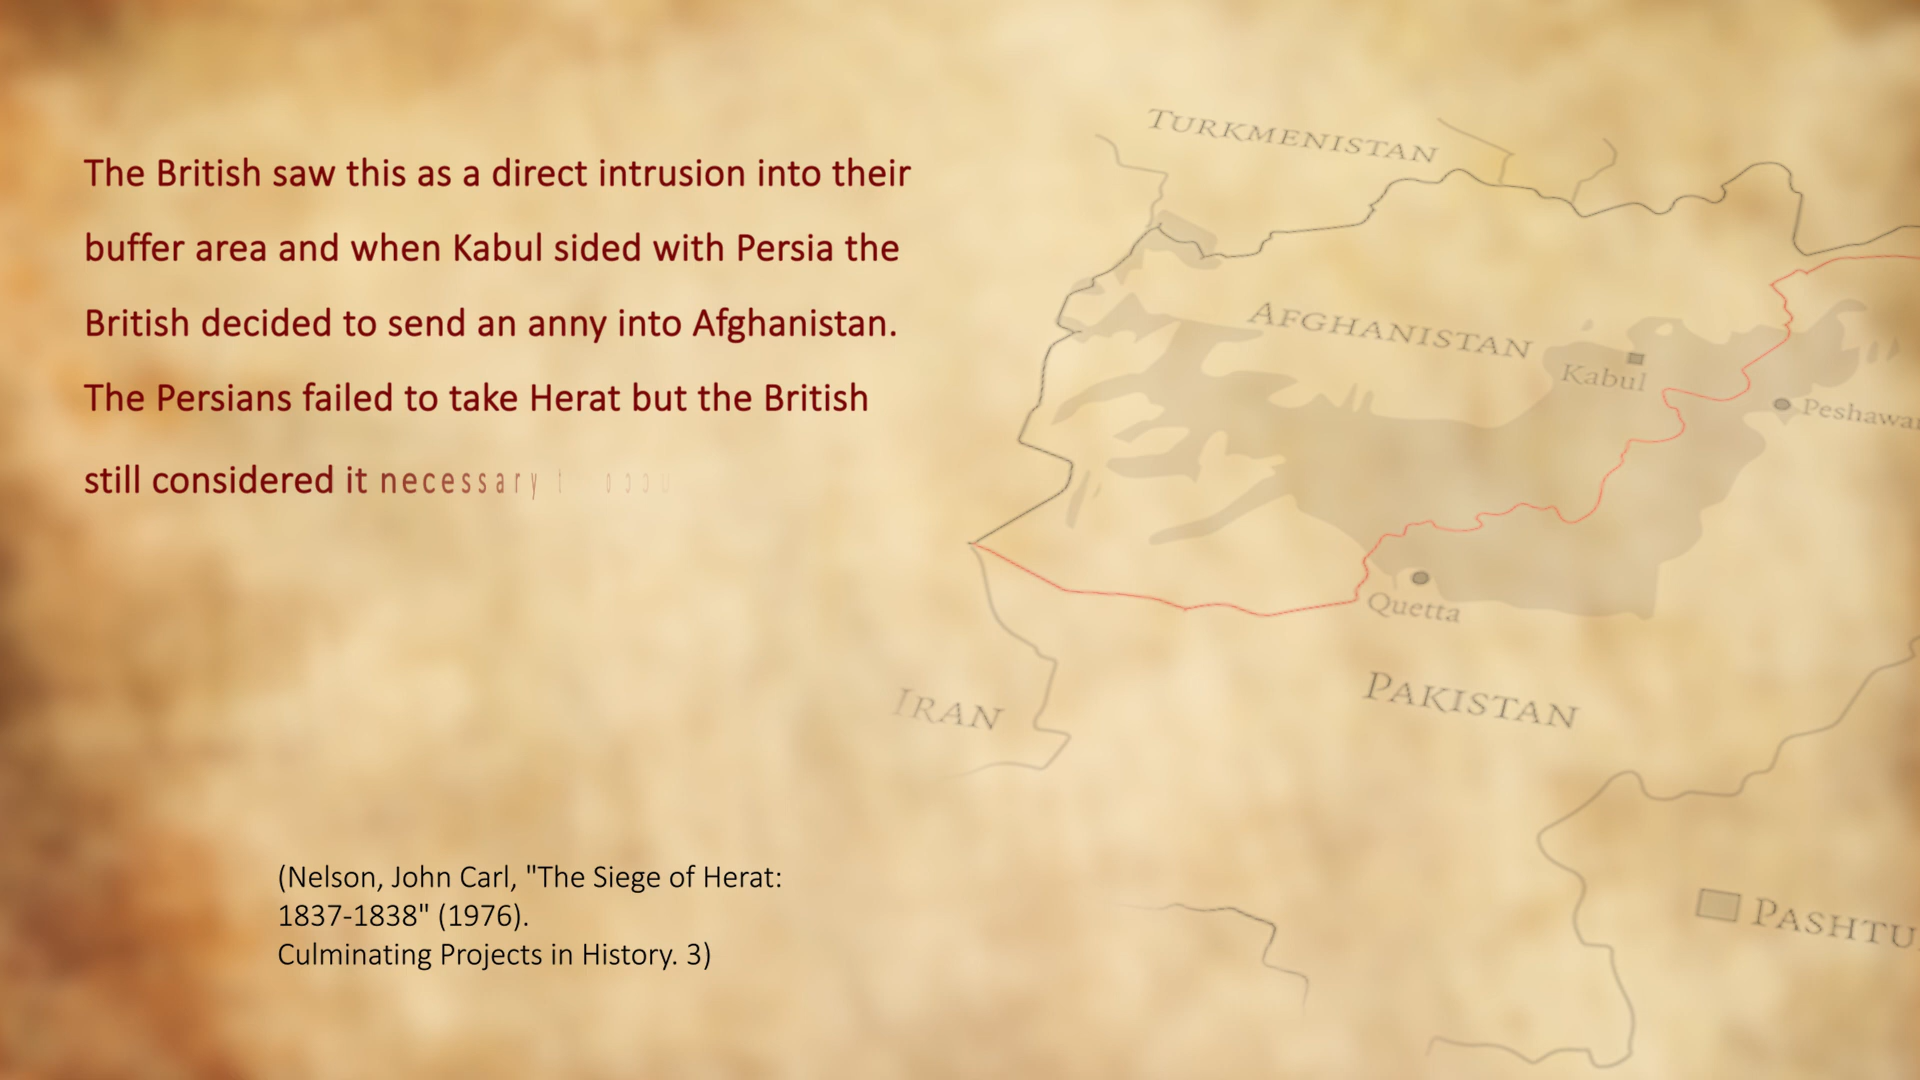 The British saw this as a direct intrusion into their
buffer area and when Kabul sided with Persia the
British decided to send an anny into Afghanistan.
The Persians failed to take Herat but the British
still considered it necessary
(Nelson, John Carl, "The Siege of Herat:
1837-1838" (1976).
Culminating Projects in History. 3)
TURKMENISTAN
AFGHANISTAN
Kabul
Peshawar
Quetta
IRAN
PAKISTAN
PASHTU